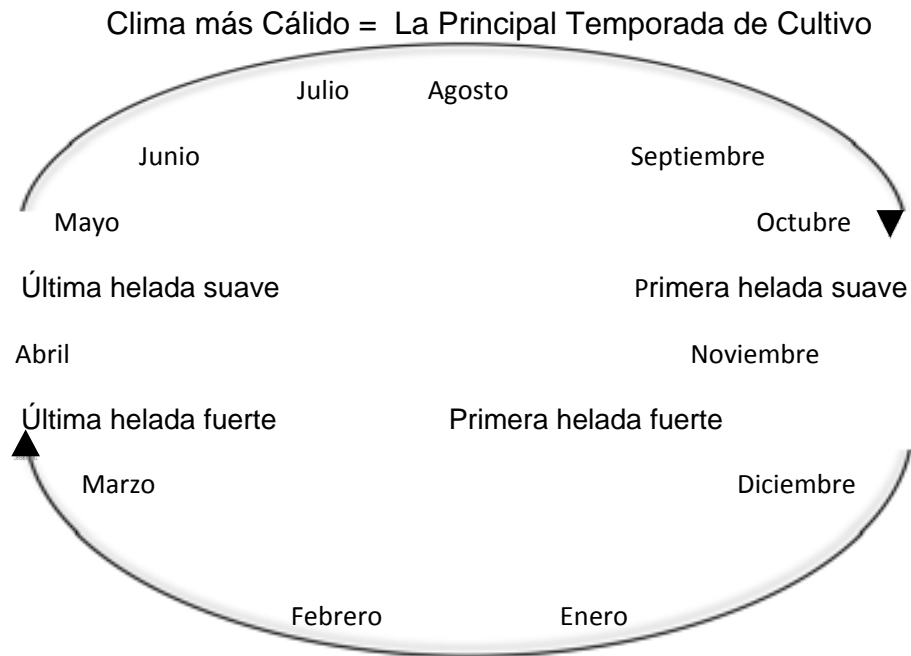 Clima más Cálido =  La Principal Temporada de Cultivo
Julio Agosto
Junio Septiembre
Mayo Octubre
Última helada suave Primera helada suave
Abril Noviembre
Última helada fuerte Primera helada fuerte
Marzo Diciembre
Febrero Enero